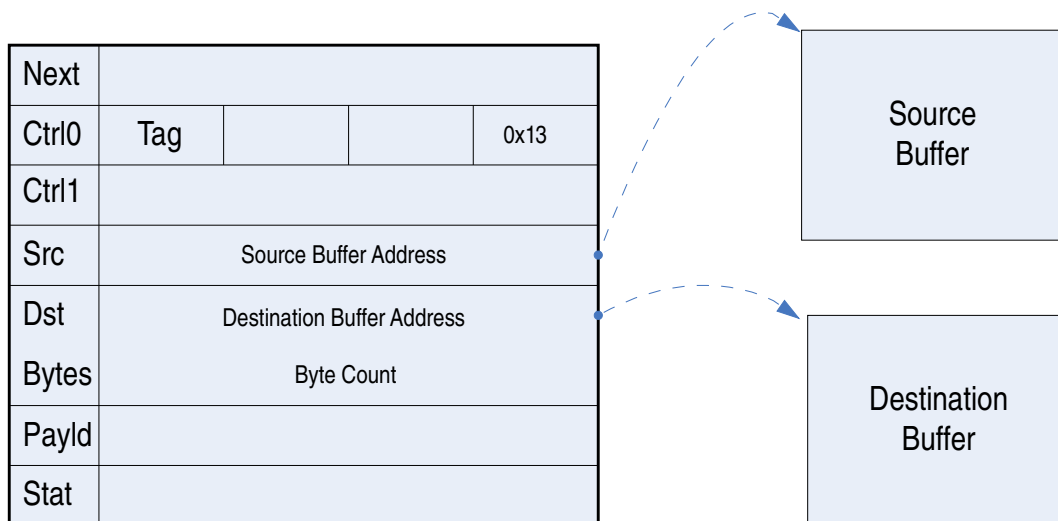 Next
Ctrl0 Tag 0x13
Ctrl1
Src Source Buffer Address
Dst Destination Buffer Address
Bytes Byte Count
Payld
Stat
Source
Buffer
Destination
Buffer